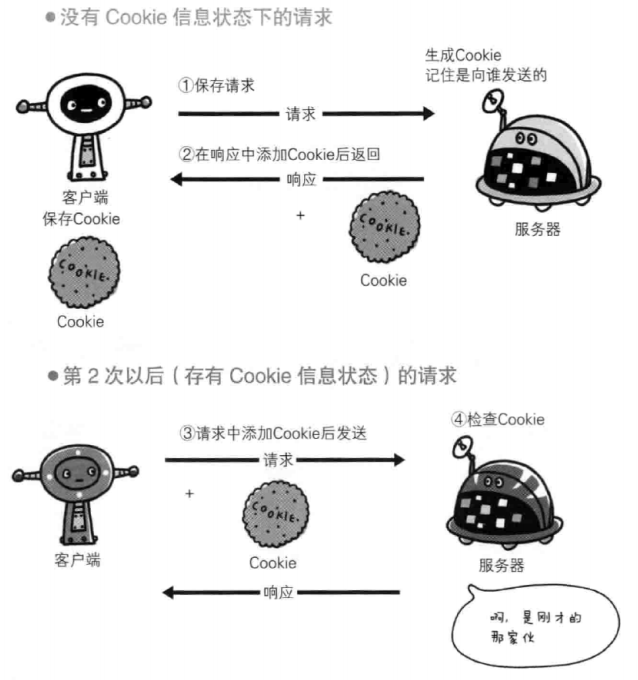 ●没有 Cookie 信息状态下的请求
生成Cookie
记住是向谁发送的
①保存请求
请求
②在响应中添加Cookie后返回
响应
客户端
保存Cookie
+
COOKIE
Cookie
服务器
COOKIE
Cookie
●第 2 次以后（存有 Cookie 信息状态）的请求
④检查Cookie
③请求中添加Cookie后发送
请求
+
COOKIE
Cookie
客户端
服务器
响应
啊，是刚才的
那家伙